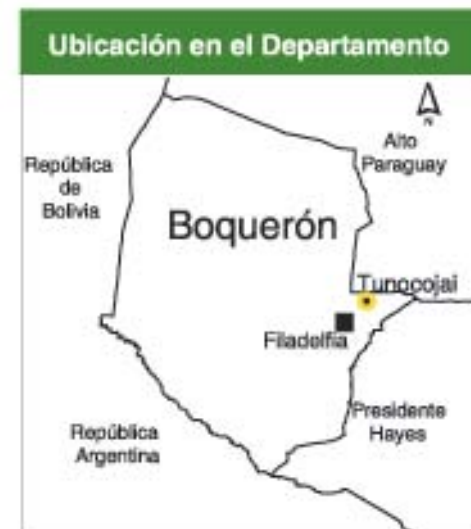 Ubicación en el Departamento
N
Alto
Paraguay
República
de
Bolivia
Boquerón
Tunocojai
Filadelfia
Presidente
Hayes
República
Argentina